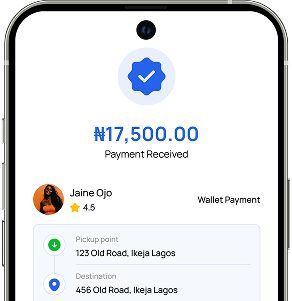 ₦17,500.00
Payment Received
Jaine Ojo
4.5
Wallet Payment
Pickup point
123 Old Road, Ikeja Lagos
Destination
456 Old Road, Ikeja Lagos